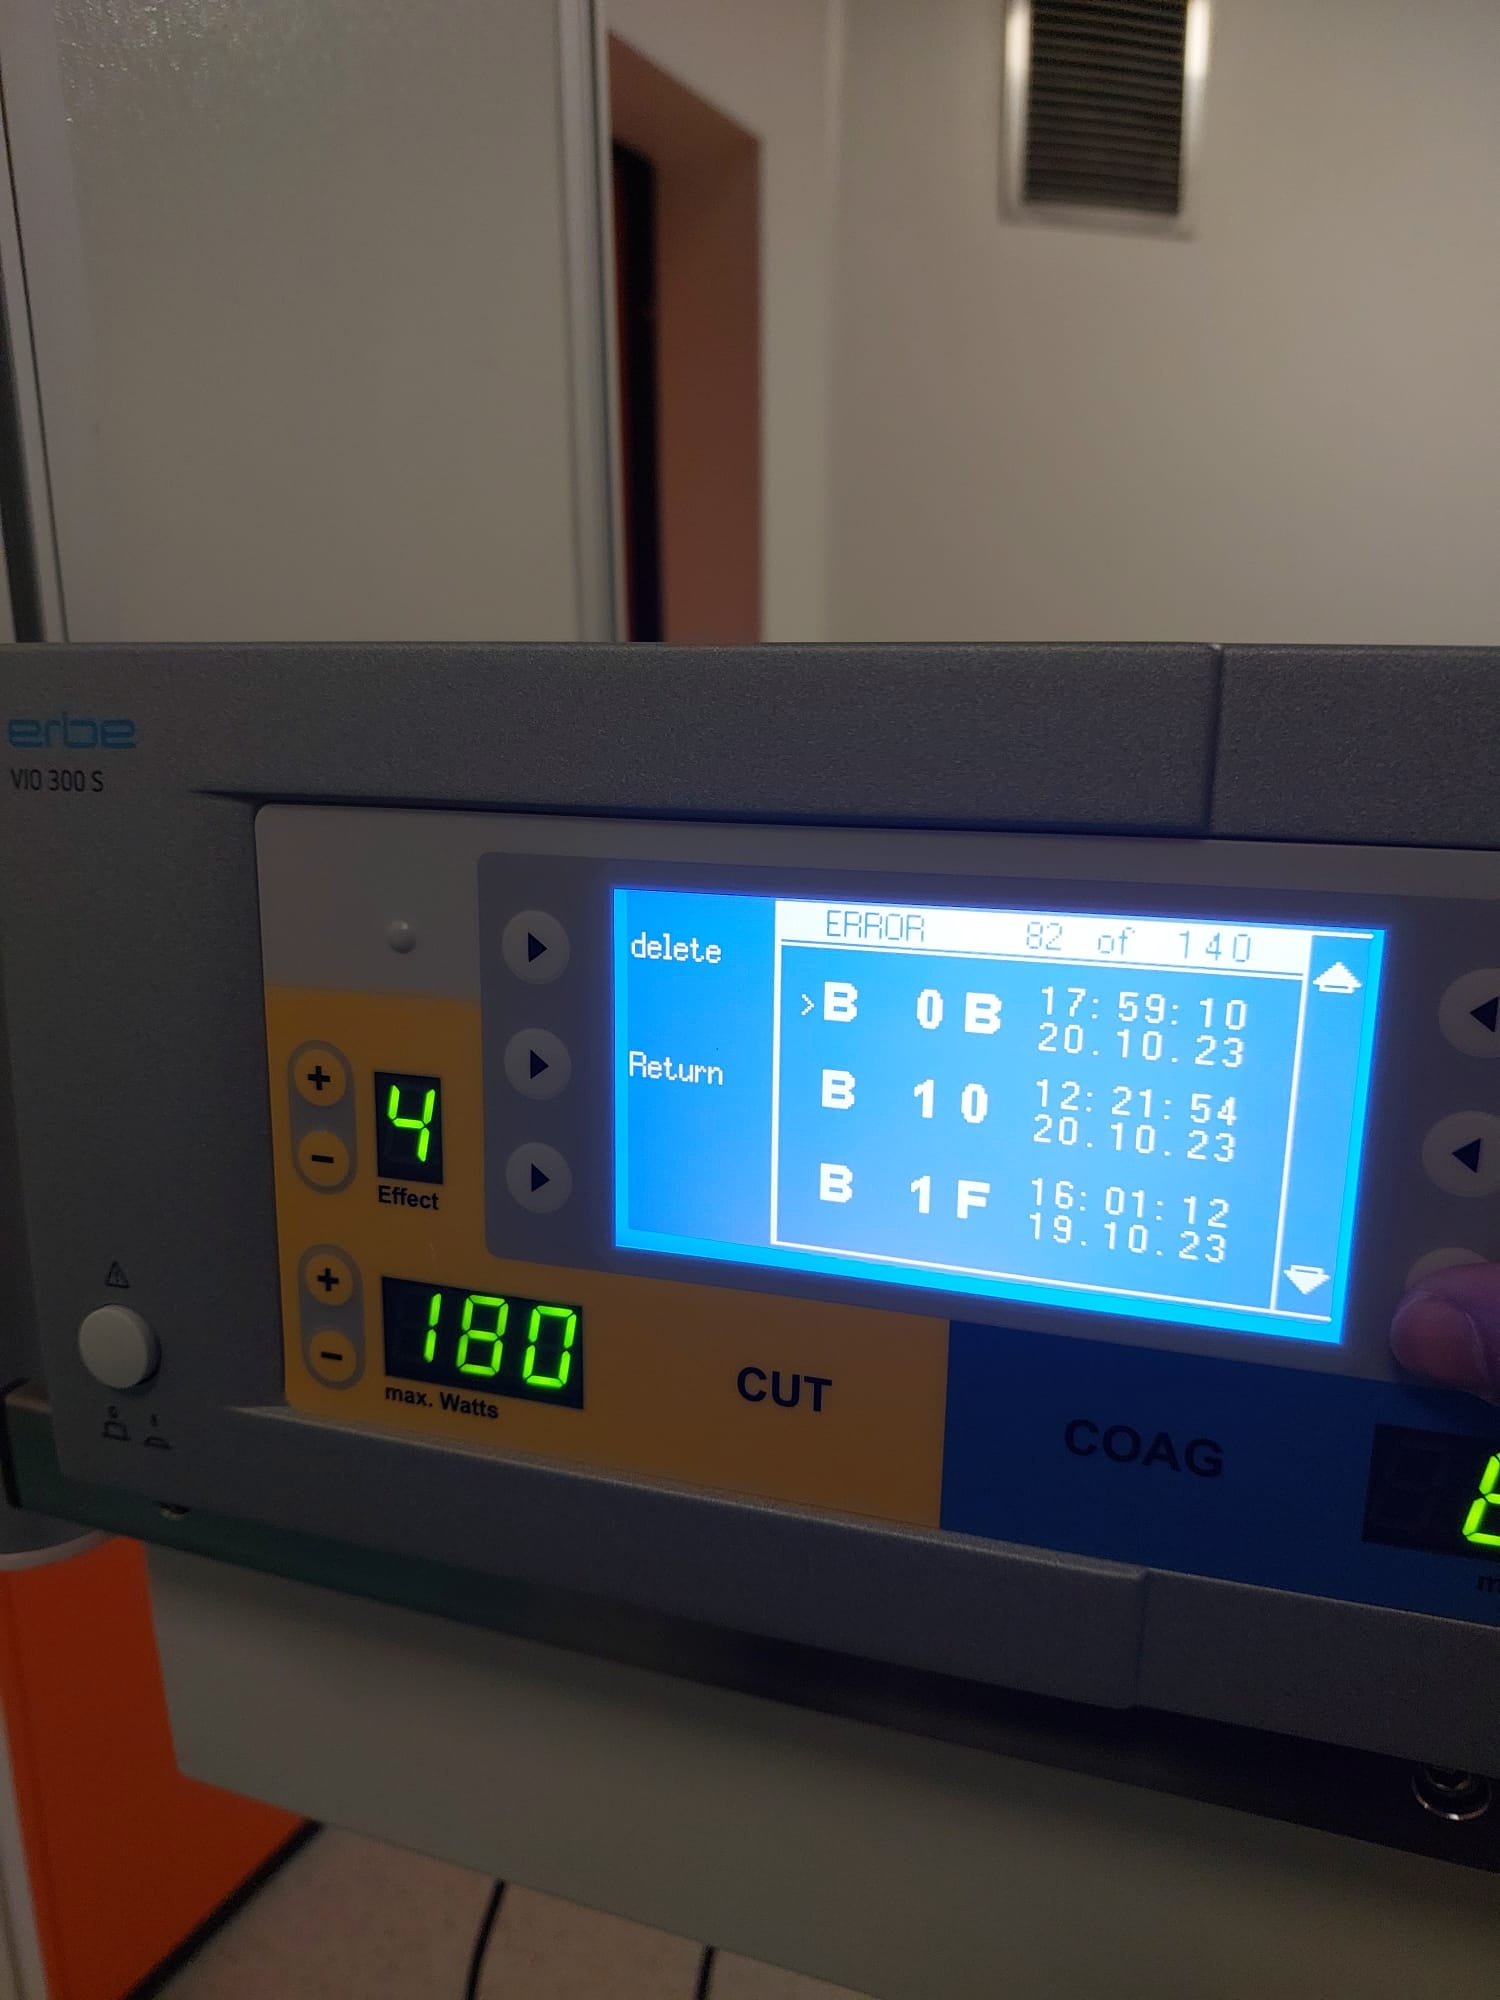 erbe
VIO 300 S
ERROR 82 of 140
delete
>B 0B 17:59:10
20.10.23
Return
B 10 12:21:54
20.10.23
B 1F 16:01:12
19.10.23
+
4
-
Effect
+
180
-
max. Watts
CUT
COAG